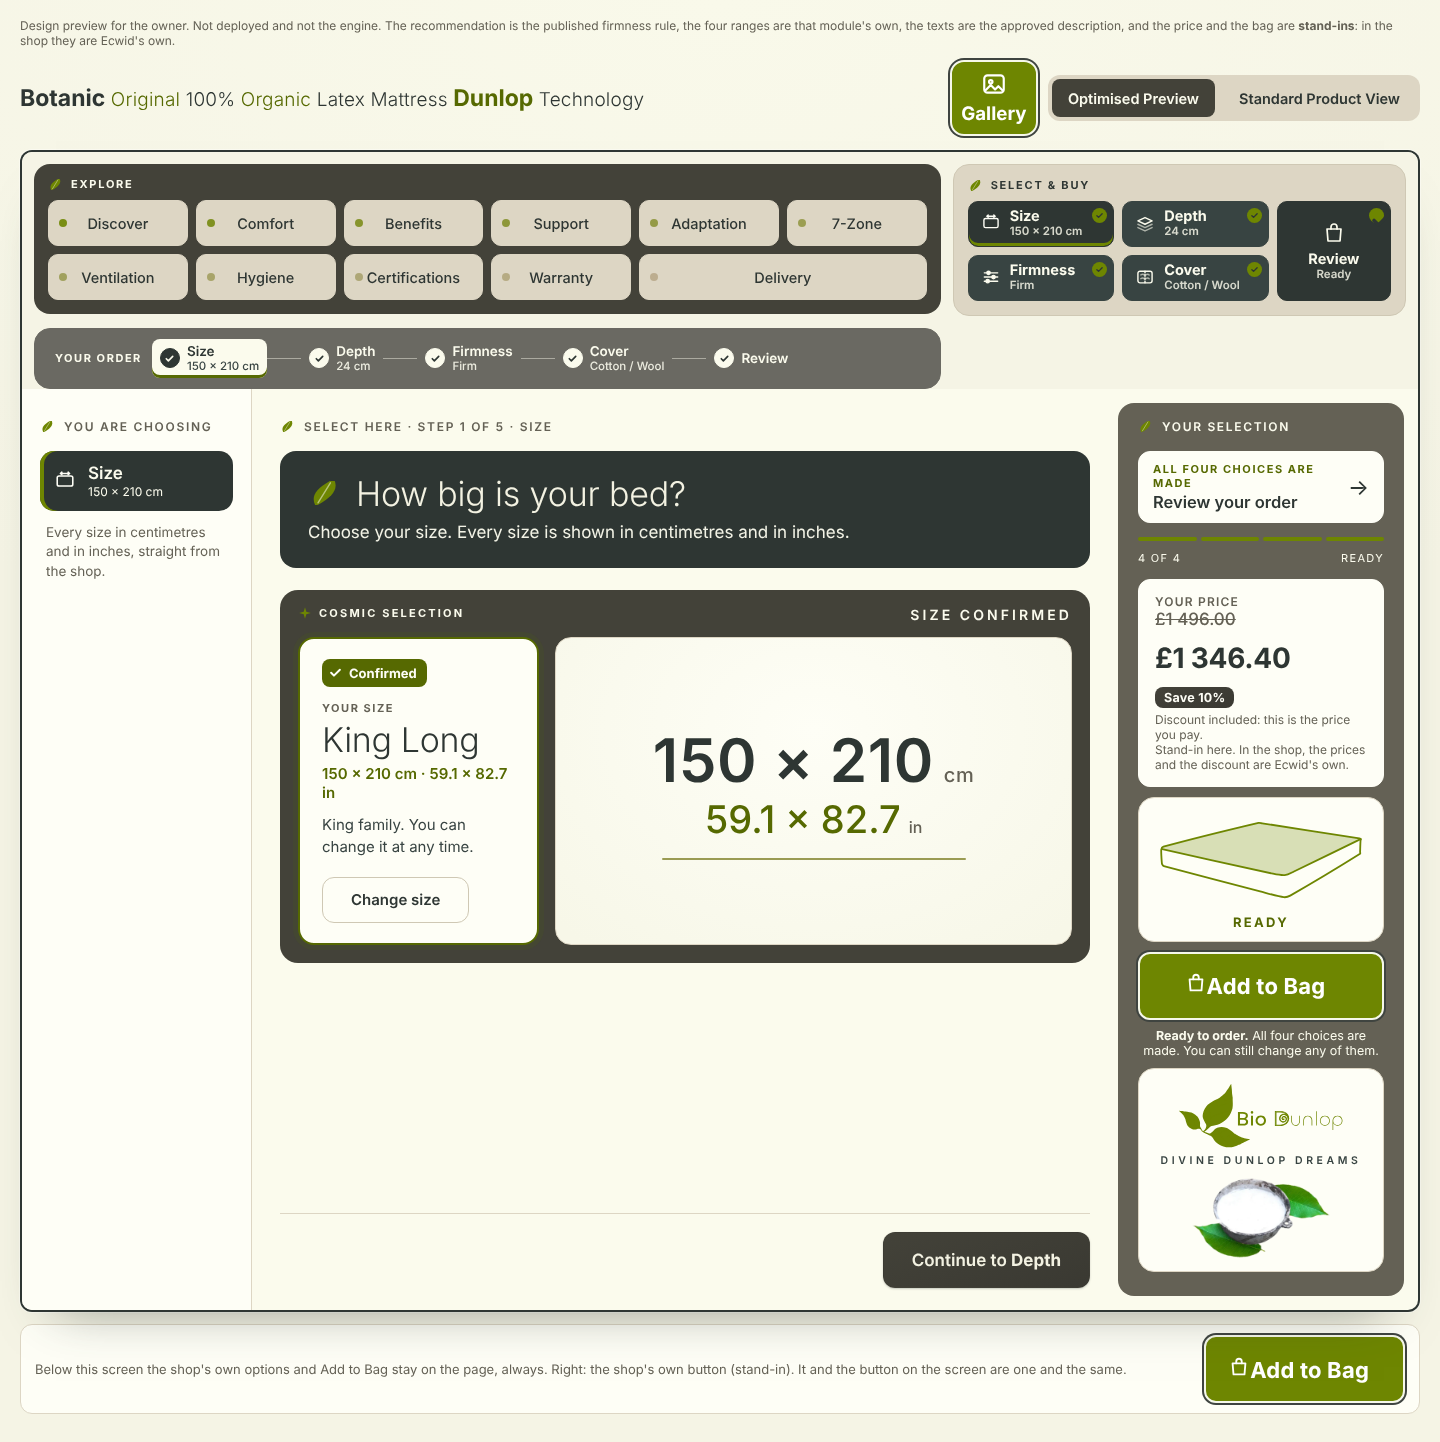 Design preview for the owner. Not deployed and not the engine. The recommendation is the published firmness rule, the four ranges are that module's own, the texts are the approved description, and the price and the bag are stand-ins: in the
shop they are Ecwid's own.
Botanic Original 100% Organic Latex Mattress Dunlop Technology
Gallery
Optimised Preview
Standard Product View
EXPLORE
Discover
Comfort
Benefits
Support
Adaptation
7-Zone
Ventilation
Hygiene
Certifications
Warranty
Delivery
SELECT & BUY
Size
150 × 210 cm
Depth
24 cm
Firmness
Firm
Cover
Cotton / Wool
Review
Ready
YOUR ORDER
Size
150 × 210 cm
Depth
24 cm
Firmness
Firm
Cover
Cotton / Wool
Review
YOU ARE CHOOSING
Size
150 × 210 cm
Every size in centimetres
and in inches, straight from
the shop.
SELECT HERE · STEP 1 OF 5 · SIZE
How big is your bed?
Choose your size. Every size is shown in centimetres and in inches.
COSMIC SELECTION
SIZE CONFIRMED
Confirmed
YOUR SIZE
King Long
150 × 210 cm · 59.1 × 82.7
in
King family. You can
change it at any time.
Change size
150 × 210 cm
59.1 × 82.7 in
Continue to Depth
YOUR SELECTION
ALL FOUR CHOICES ARE
MADE
Review your order
4 OF 4
READY
YOUR PRICE
£1 496.00
£1 346.40
Save 10%
Discount included: this is the price
you pay.
Stand-in here. In the shop, the prices
and the discount are Ecwid's own.
READY
Add to Bag
Ready to order. All four choices are
made. You can still change any of them.
Bio Dunlop
DIVINE DUNLOP DREAMS
Below this screen the shop's own options and Add to Bag stay on the page, always. Right: the shop's own button (stand-in). It and the button on the screen are one and the same.
Add to Bag